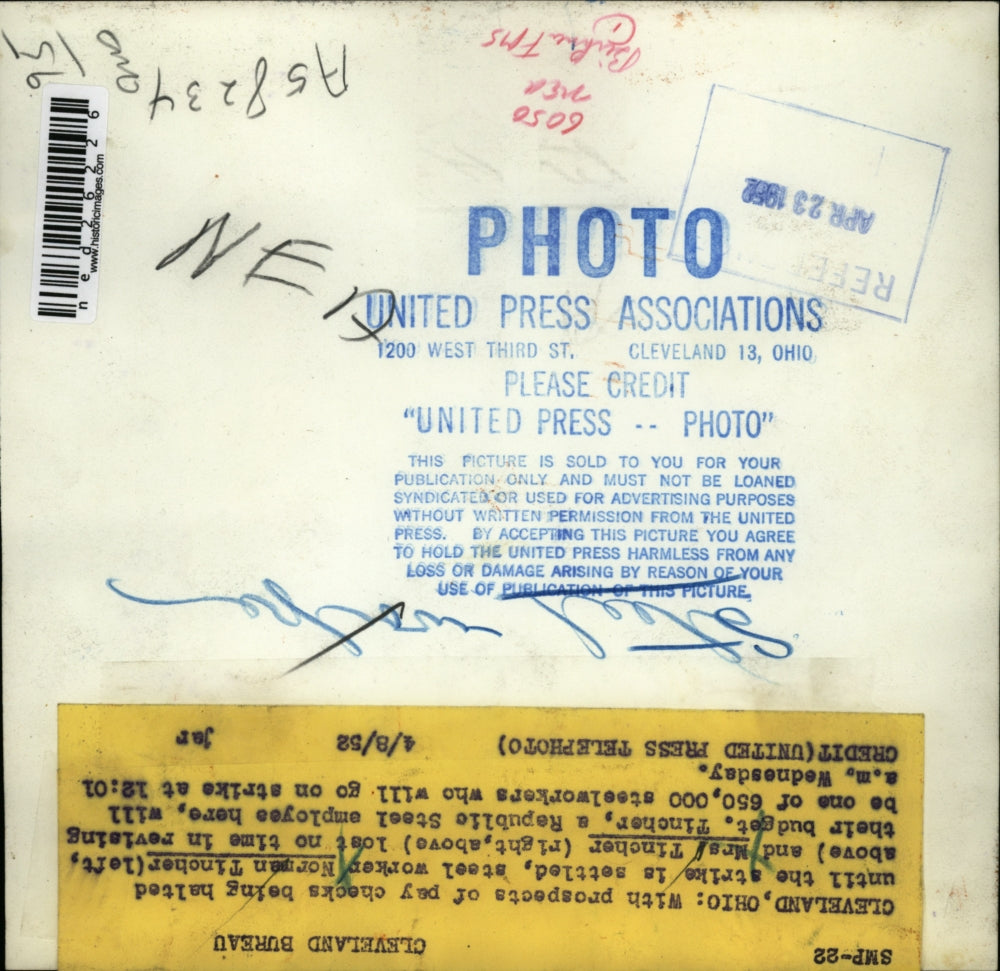 A58234
6050
NEA
APR 23 1952
PHOTO
UNITED PRESS ASSOCIATIONS
1200 WEST THIRD ST.    CLEVELAND 13, OHIO
PLEASE CREDIT
"UNITED PRESS -- PHOTO"
THIS PICTURE IS SOLD TO YOU FOR YOUR
PUBLICATION ONLY AND MUST NOT BE LOANED
SYNDICATED OR USED FOR ADVERTISING PURPOSES
WITHOUT WRITTEN PERMISSION FROM THE UNITED
PRESS. BY ACCEPTING THIS PICTURE YOU AGREE
TO HOLD THE UNITED PRESS HARMLESS FROM ANY
LOSS OR DAMAGE ARISING BY REASON OF YOUR
USE OF PUBLICATION OF THIS PICTURE.
ned26226
www.historicimages.com
Steel
SMP-22    CLEVELAND BUREAU
CLEVELAND,OHIO: With prospects of pay checks being halted
until the strike is settled, steel worker Norman Tincher(left,
above) and Mrs. Tincher (right,above) lost no time in revising
their budget. Tincher, a Republic Steel employee here, will
be one of 650,000 steelworkers who will go on strike at 12:01
a.m, Wednesday.
CREDIT(UNITED PRESS TELEPHOTO)    4/8/52    jar